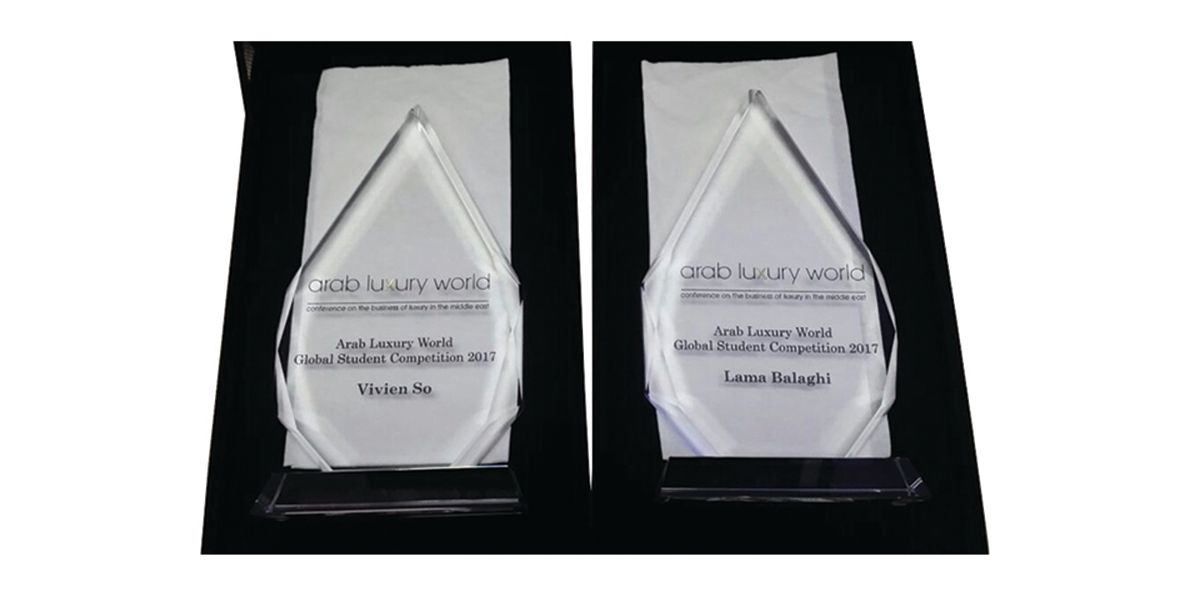 arab luxury world
conference on the business of luxury in the middle east
Arab Luxury World
Global Student Competition 2017
Vivien So
arab luxury world
conference on the business of luxury in the middle east
Arab Luxury World
Global Student Competition 2017
Lama Balaghi